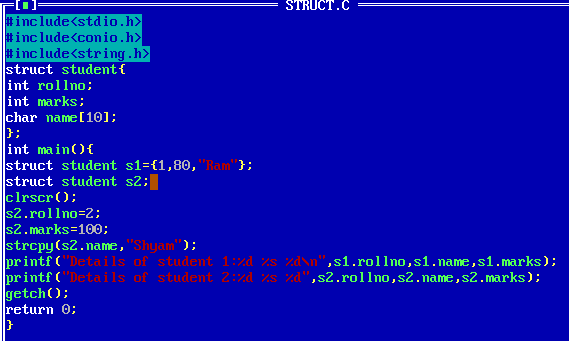 [■] STRUCT.C
#include<stdio.h>
#include<conio.h>
#include<string.h>
struct student{
int rollno;
int marks;
char name[10];
};
int main(){
struct student s1={1,80,"Ram"};
struct student s2;
clrscr();
s2.rollno=2;
s2.marks=100;
strcpy(s2.name,"Shyam");
printf("Details of student 1:%d %s %d\n",s1.rollno,s1.name,s1.marks);
printf("Details of student 2:%d %s %d",s2.rollno,s2.name,s2.marks);
getch();
return 0;
}